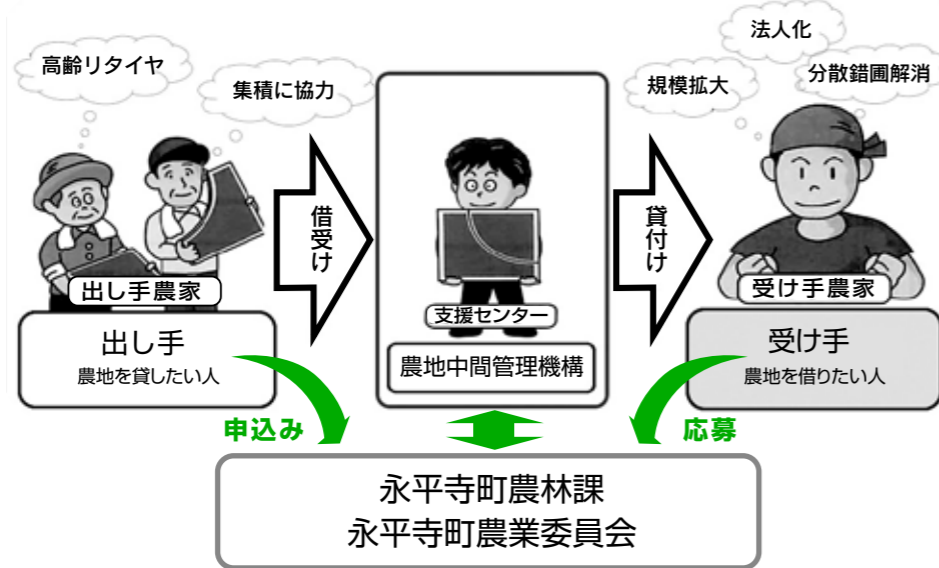 高齢リタイヤ
集積に協力
法人化
規模拡大
分散錯圃解消
借受け
貸付け
出し手農家
支援センター
受け手農家
出し手
農地を貸したい人
農地中間管理機構
受け手
農地を借りたい人
申込み
応募
永平寺町農林課
永平寺町農業委員会